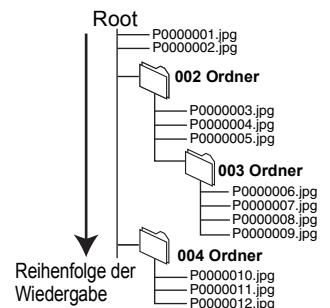 Root
P0000001.jpg
P0000002.jpg
002 Ordner
P0000003.jpg
P0000004.jpg
P0000005.jpg
003 Ordner
P0000006.jpg
P0000007.jpg
P0000008.jpg
P0000009.jpg
004 Ordner
Reihenfolge der
Wiedergabe
P0000010.jpg
P0000011.jpg
P0000012.jpg